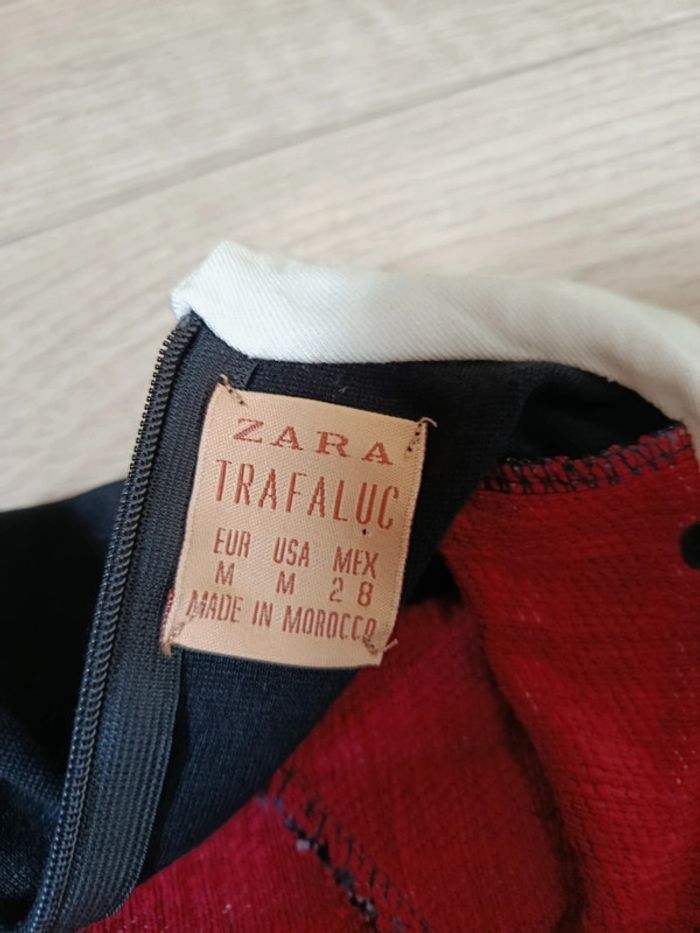 ZARA
TRAFALUC
EUR USA MEX
M M 28
MADE IN MOROCCO